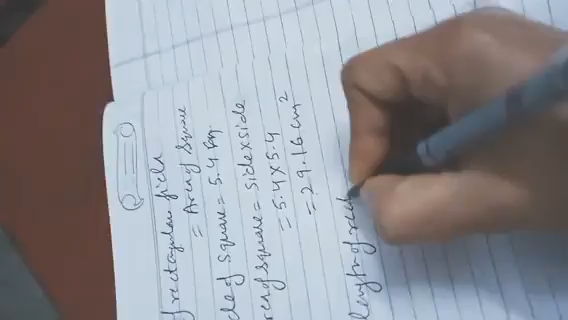 f rectangular field
= Area of square
de of square = 5.4 km
rea of square = side x side
= 5.4 x 5.4
= 29.16 cm²
length of rect